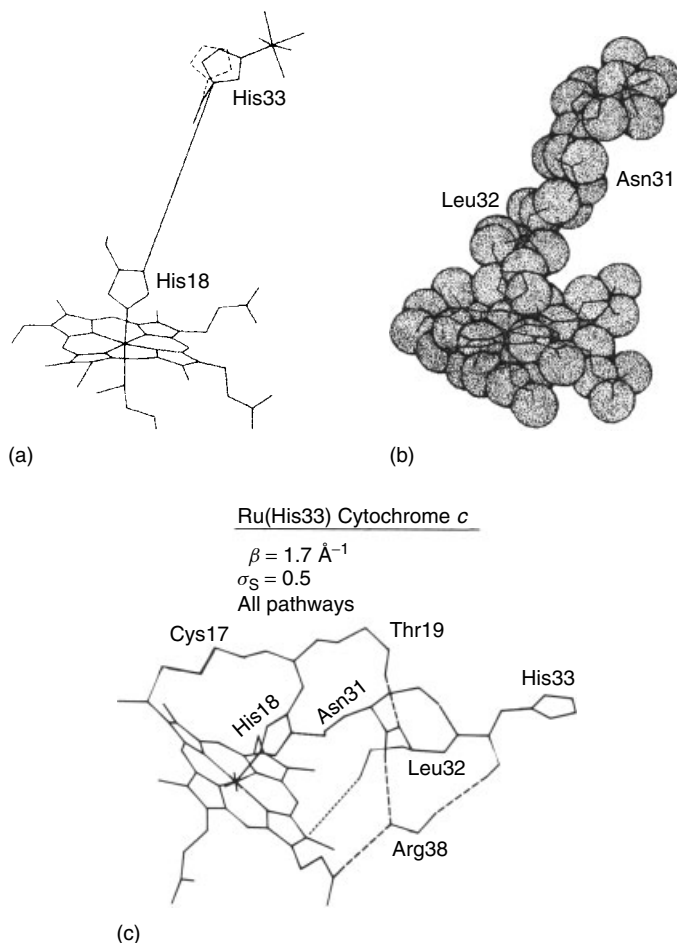 His33
His18
(a)
Leu32
Asn31
(b)
Ru(His33) Cytochrome c
β = 1.7 Å⁻¹
σS = 0.5
All pathways
Cys17
Thr19
His18
Asn31
His33
Leu32
Arg38
(c)